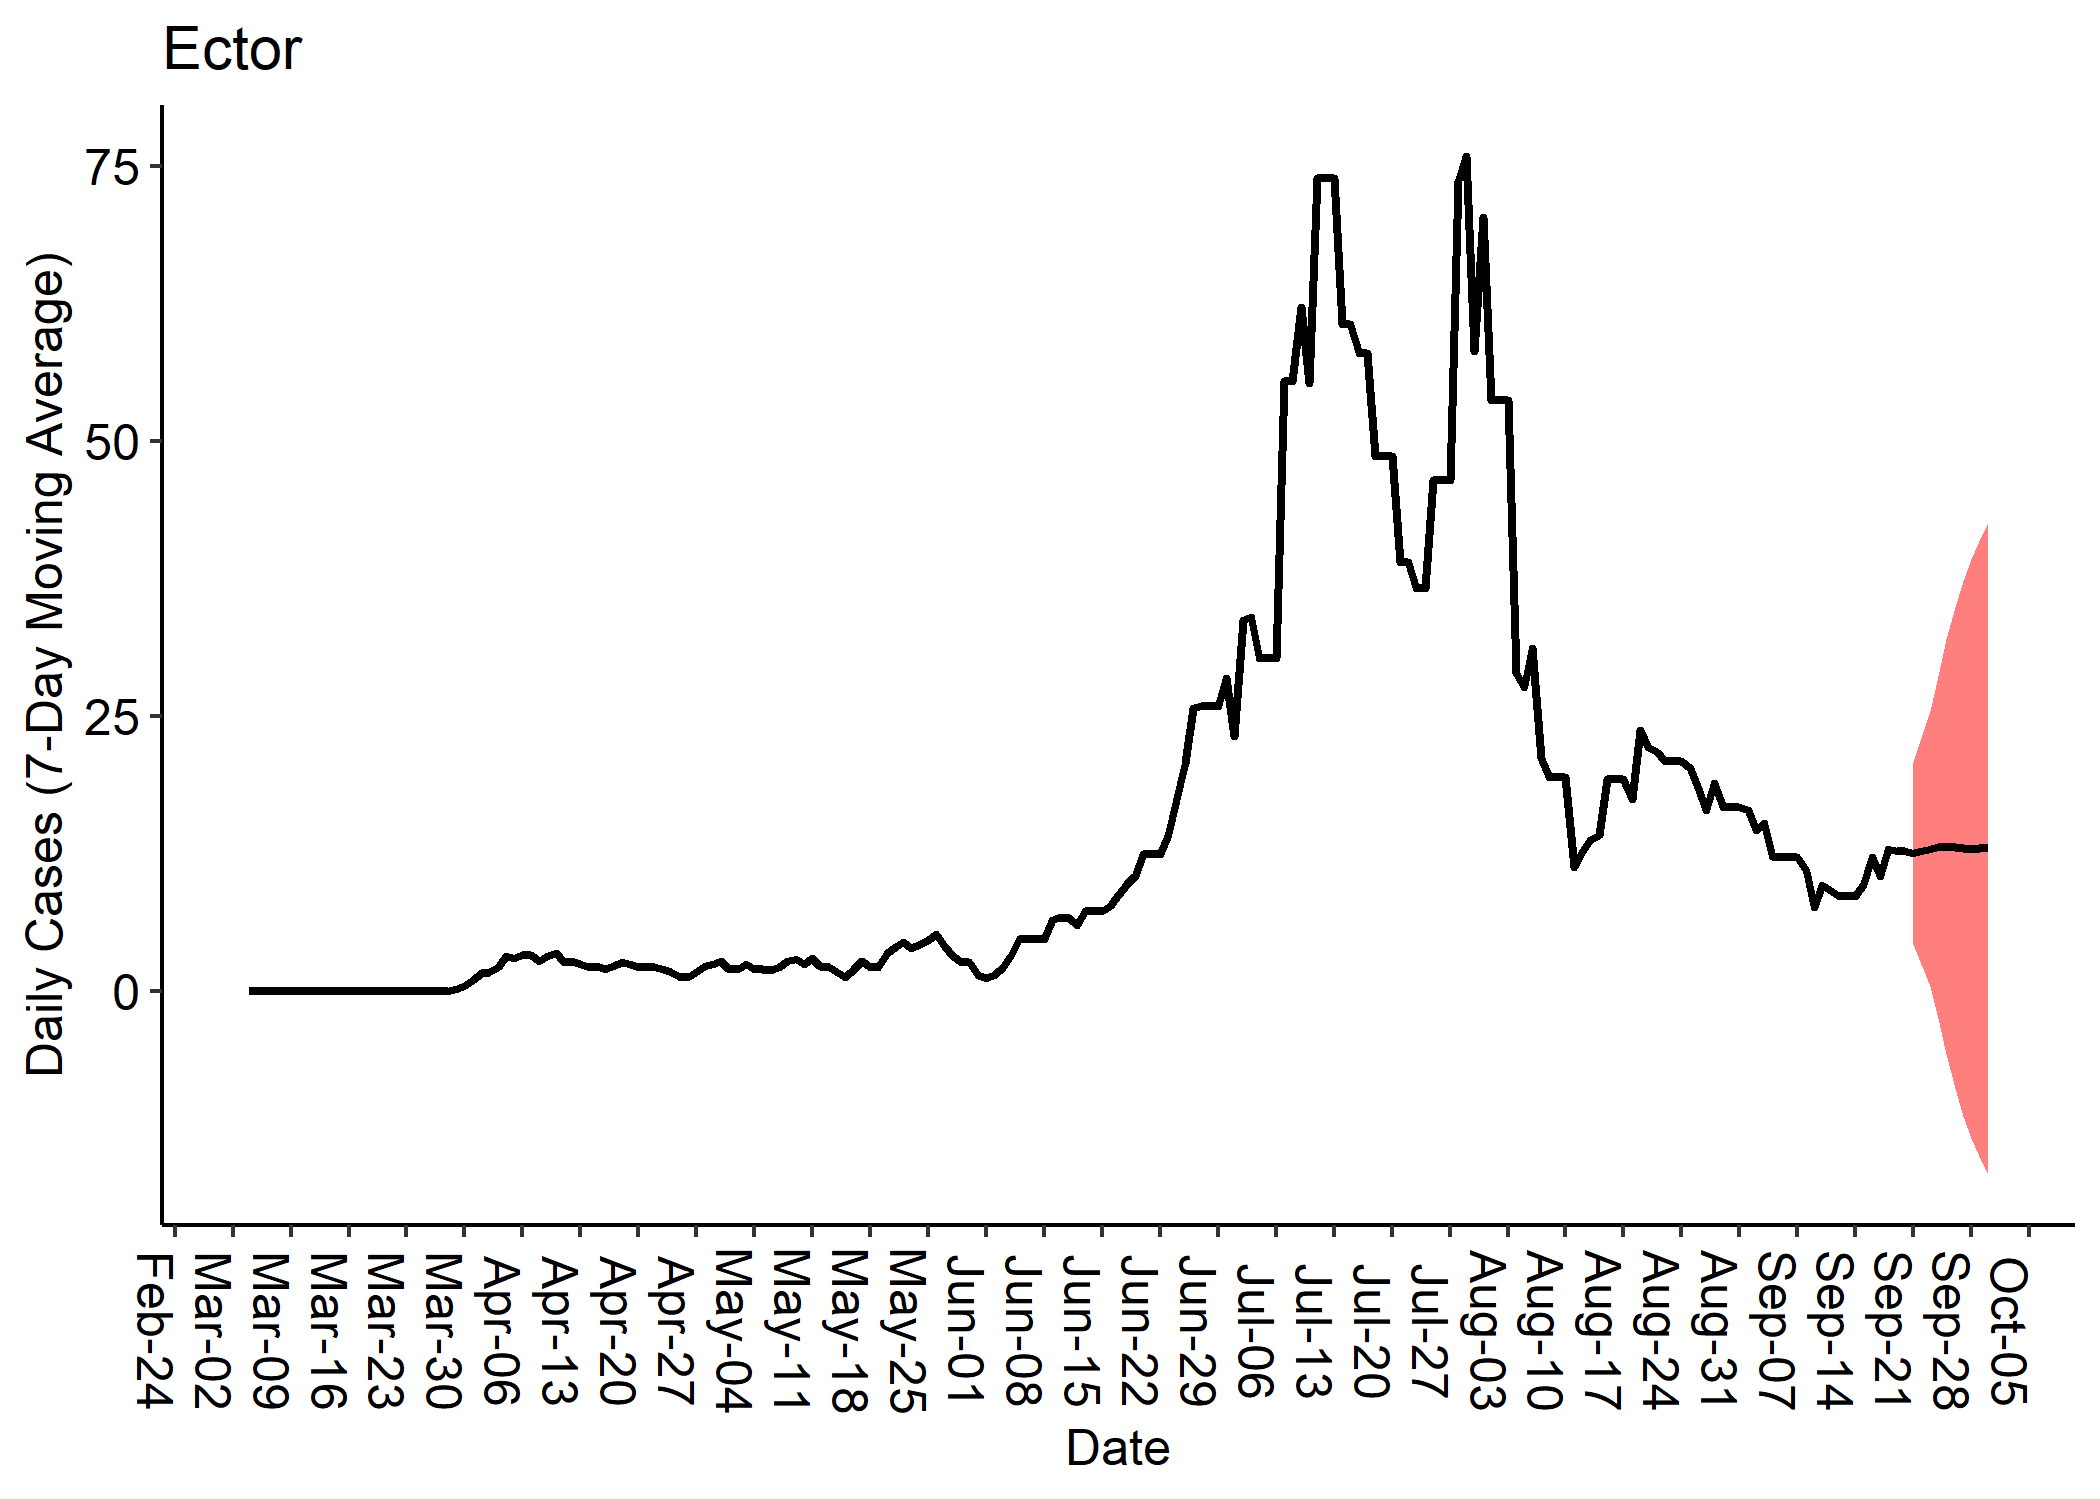 Ector
Daily Cases (7-Day Moving Average)
75
50
25
0
Feb-24
Mar-02
Mar-09
Mar-16
Mar-23
Mar-30
Apr-06
Apr-13
Apr-20
Apr-27
May-04
May-11
May-18
May-25
Jun-01
Jun-08
Jun-15
Jun-22
Jun-29
Jul-06
Jul-13
Jul-20
Jul-27
Aug-03
Aug-10
Aug-17
Aug-24
Aug-31
Sep-07
Sep-14
Sep-21
Sep-28
Oct-05
Date